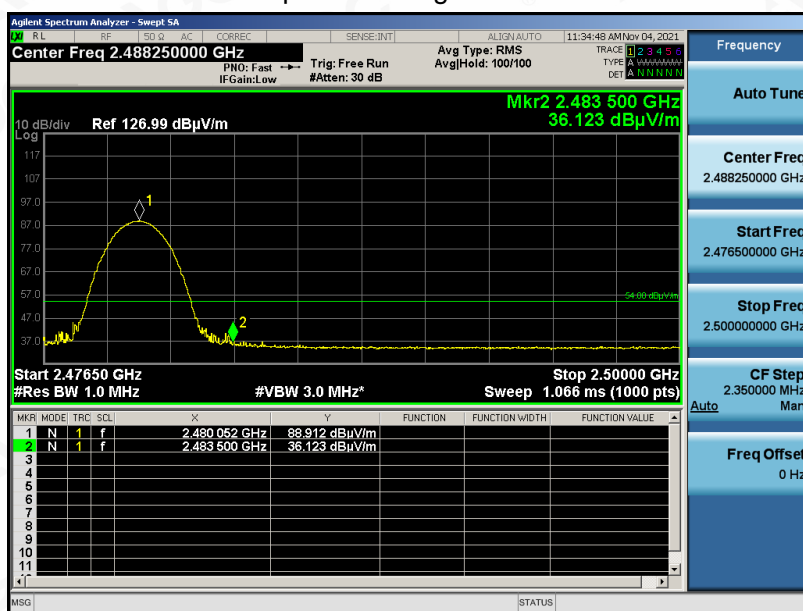 Agilent Spectrum Analyzer - Swept SA
LXI RL RF 50 Ω AC CORREC SENSE:INT ALIGN AUTO 11:34:48 AM Nov 04, 2021
Center Freq 2.488250000 GHz
PNO: Fast
IFGain:Low
Trig: Free Run
#Atten: 30 dB
Avg Type: RMS
Avg|Hold: 100/100
TRACE 1 2 3 4 5 6
TYPE A WWWWW
DET A N N N N N
Mkr2 2.483 500 GHz
36.123 dBµV/m
10 dB/div Ref 126.99 dBµV/m
Log
117
107
97.0
87.0
77.0
67.0
57.0
47.0
37.0
1
2
54.00 dBµV/m
Start 2.47650 GHz Stop 2.50000 GHz
#Res BW 1.0 MHz #VBW 3.0 MHz* Sweep 1.066 ms (1000 pts)
MKR MODE TRC SCL X Y FUNCTION FUNCTION WIDTH FUNCTION VALUE
1 N 1 f 2.480 052 GHz 88.912 dBuV/m
2 N 1 f 2.483 500 GHz 36.123 dBuV/m
3
4
5
6
7
8
9
10
11
MSG STATUS
Frequency
Auto Tune
Center Freq
2.488250000 GHz
Start Freq
2.476500000 GHz
Stop Freq
2.500000000 GHz
CF Step
2.350000 MHz
Auto Man
Freq Offset
0 Hz